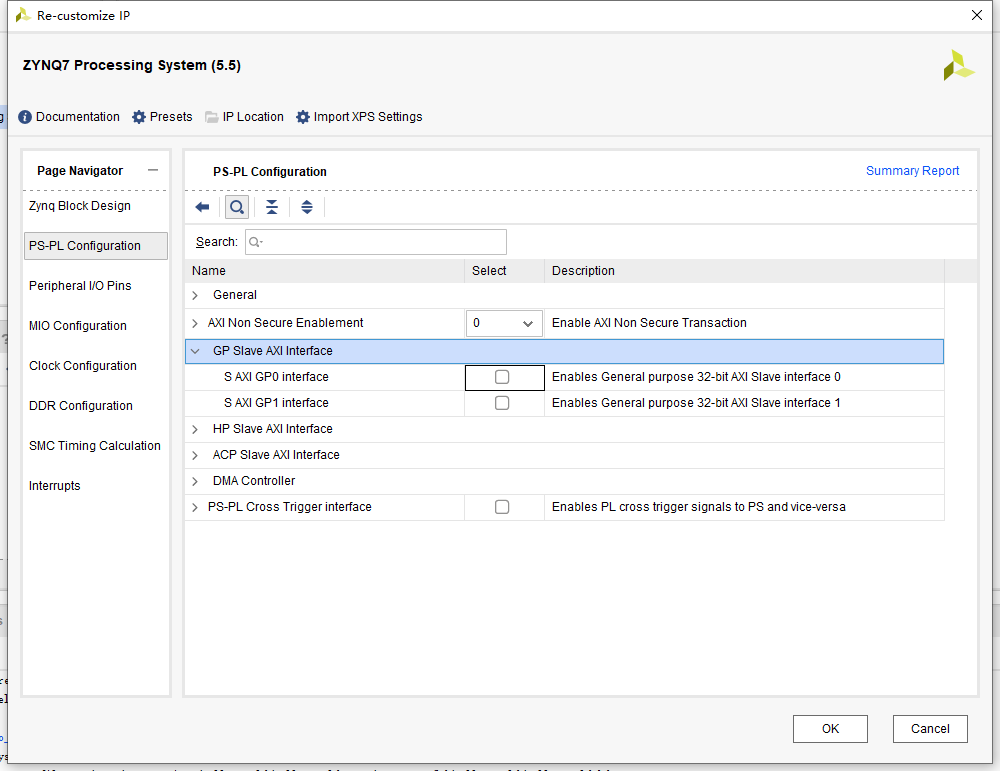 Re-customize IP
ZYNQ7 Processing System (5.5)
Documentation Presets IP Location Import XPS Settings
Page Navigator
Zynq Block Design
PS-PL Configuration
Peripheral I/O Pins
MIO Configuration
Clock Configuration
DDR Configuration
SMC Timing Calculation
Interrupts
PS-PL Configuration Summary Report
Search:
Name Select Description
General
AXI Non Secure Enablement 0 Enable AXI Non Secure Transaction
GP Slave AXI Interface
S AXI GP0 interface Enables General purpose 32-bit AXI Slave interface 0
S AXI GP1 interface Enables General purpose 32-bit AXI Slave interface 1
HP Slave AXI Interface
ACP Slave AXI Interface
DMA Controller
PS-PL Cross Trigger interface Enables PL cross trigger signals to PS and vice-versa
OK Cancel